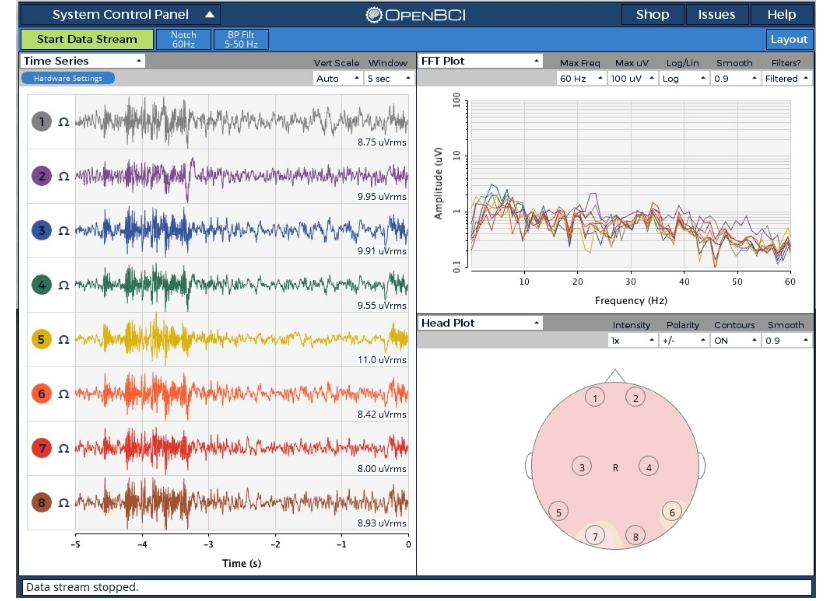 System Control Panel ▲
OpenBCI
Shop
Issues
Help
Start Data Stream
Notch
60Hz
BP Filt
5-50 Hz
Layout
Time Series
Vert Scale
Window
Hardware Settings
Auto
5 sec
1 Ω
8.75 uVrms
2 Ω
9.95 uVrms
3 Ω
9.91 uVrms
4 Ω
9.55 uVrms
5 Ω
11.0 uVrms
6 Ω
8.42 uVrms
7 Ω
8.00 uVrms
8 Ω
8.93 uVrms
-5 -4 -3 -2 -1 0
Time (s)
FFT Plot
Max Freq
Max uV
Log/Lin
Smooth
Filters?
60 Hz
100 uV
Log
0.9
Filtered
Amplitude (uV)
100
10
1
0.1
10 20 30 40 50 60
Frequency (Hz)
Head Plot
Intensity
Polarity
Contours
Smooth
1x
+/-
ON
0.9
1 2
3 R 4
5 6
7 8
Data stream stopped.